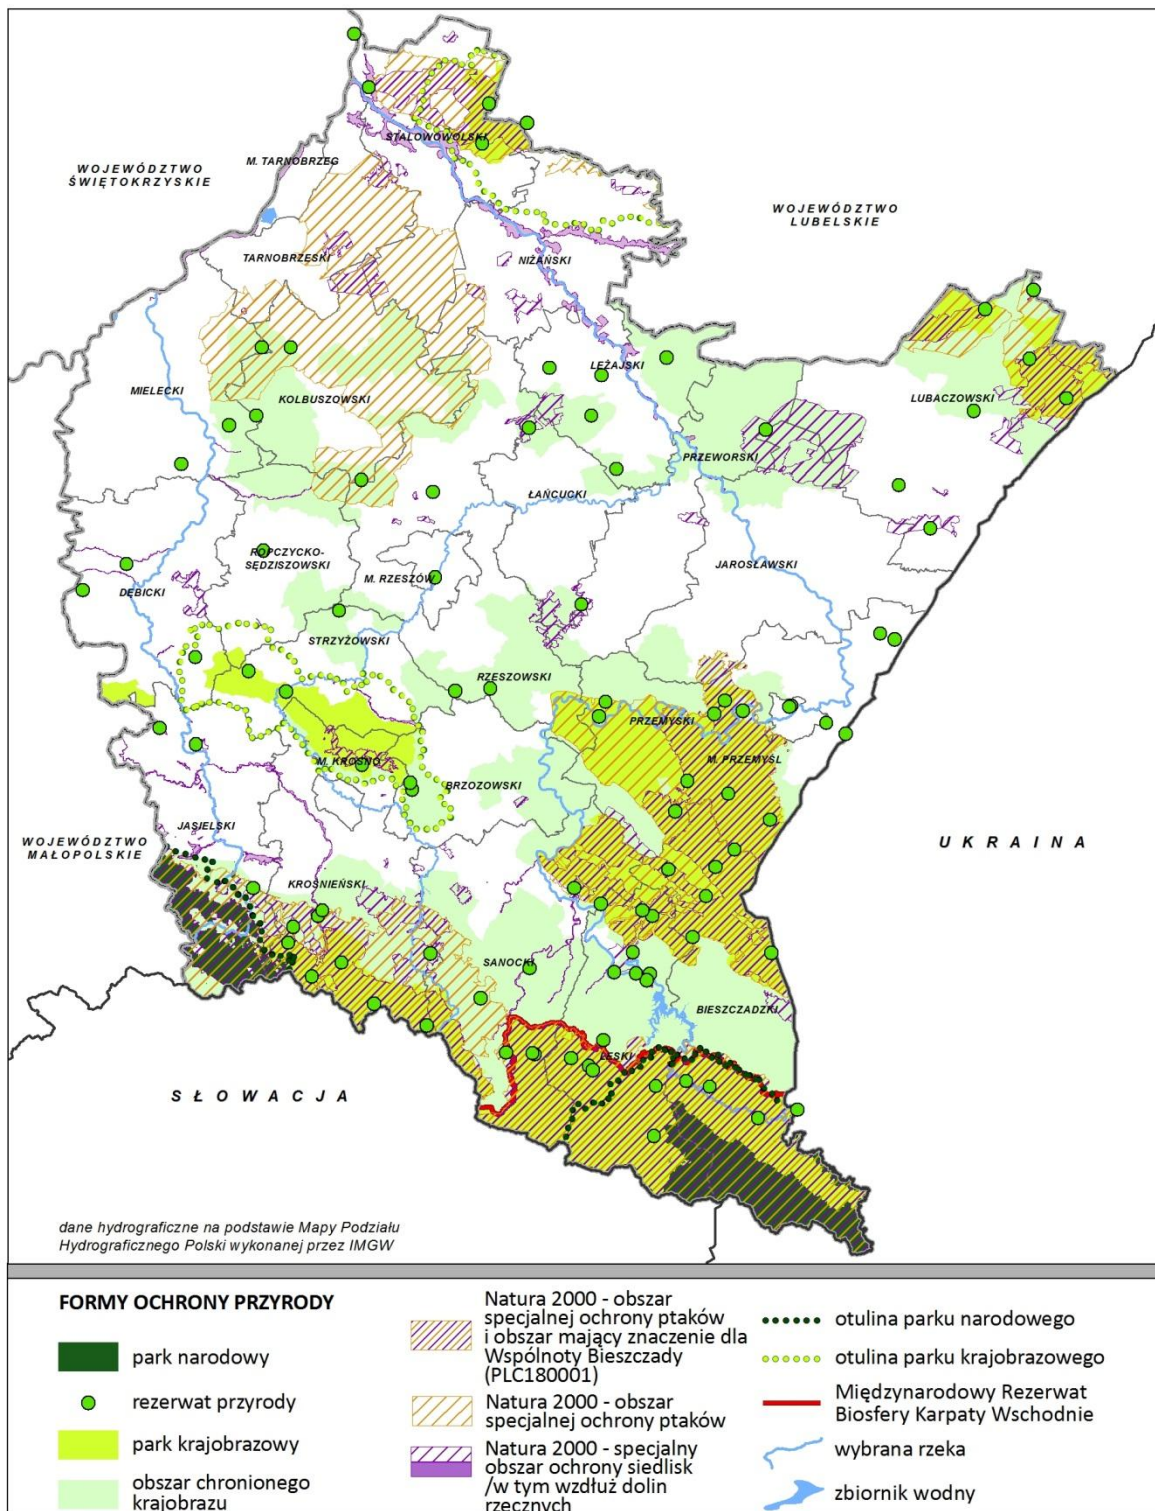 WOJEWÓDZTWO
ŚWIĘTOKRZYSKIE
M. TARNOBRZEG
STALOWOWOLSKI
WOJEWÓDZTWO
LUBELSKIE
TARNOBRZESKI
NIŻAŃSKI
MIELECKI
KOLBUSZOWSKI
LEŻAJSKI
LUBACZOWSKI
PRZEWORSKI
ŁAŃCUCKI
ROPCZYCKO-
SĘDZISZOWSKI
M. RZESZÓW
JAROSŁAWSKI
DĘBICKI
STRZYŻOWSKI
RZESZOWSKI
PRZEMYSKI
M. PRZEMYŚL
M. KROSNO
BRZOZOWSKI
JASIELSKI
WOJEWÓDZTWO
MAŁOPOLSKIE
UKRAINA
KROŚNIEŃSKI
SANOCKI
BIESZCZADZKI
LESKI
SŁOWACJA
dane hydrograficzne na podstawie Mapy Podziału
Hydrograficznego Polski wykonanej przez IMGW
FORMY OCHRONY PRZYRODY
park narodowy
rezerwat przyrody
park krajobrazowy
obszar chronionego
krajobrazu
Natura 2000 - obszar
specjalnej ochrony ptaków
i obszar mający znaczenie dla
Wspólnoty Bieszczady
(PLC180001)
Natura 2000 - obszar
specjalnej ochrony ptaków
Natura 2000 - specjalny
obszar ochrony siedlisk
/w tym wzdłuż dolin
rzecznych
otulina parku narodowego
otulina parku krajobrazowego
Międzynarodowy Rezerwat
Biosfery Karpaty Wschodnie
wybrana rzeka
zbiornik wodny